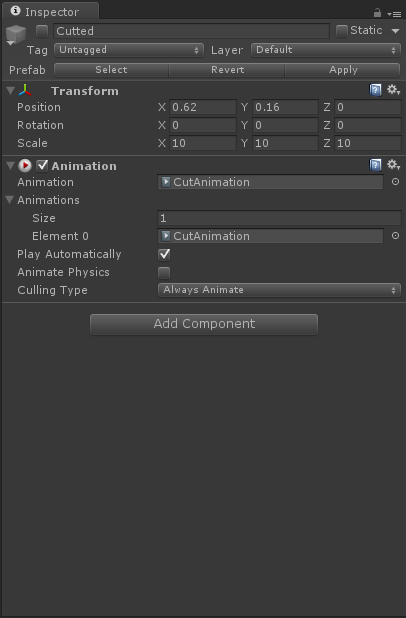 Inspector
Cutted Static
Tag Untagged Layer Default
Prefab Select Revert Apply
Transform
Position X 0.62 Y 0.16 Z 0
Rotation X 0 Y 0 Z 0
Scale X 10 Y 10 Z 10
Animation
Animation CutAnimation
Animations
Size 1
Element 0 CutAnimation
Play Automatically
Animate Physics
Culling Type Always Animate
Add Component